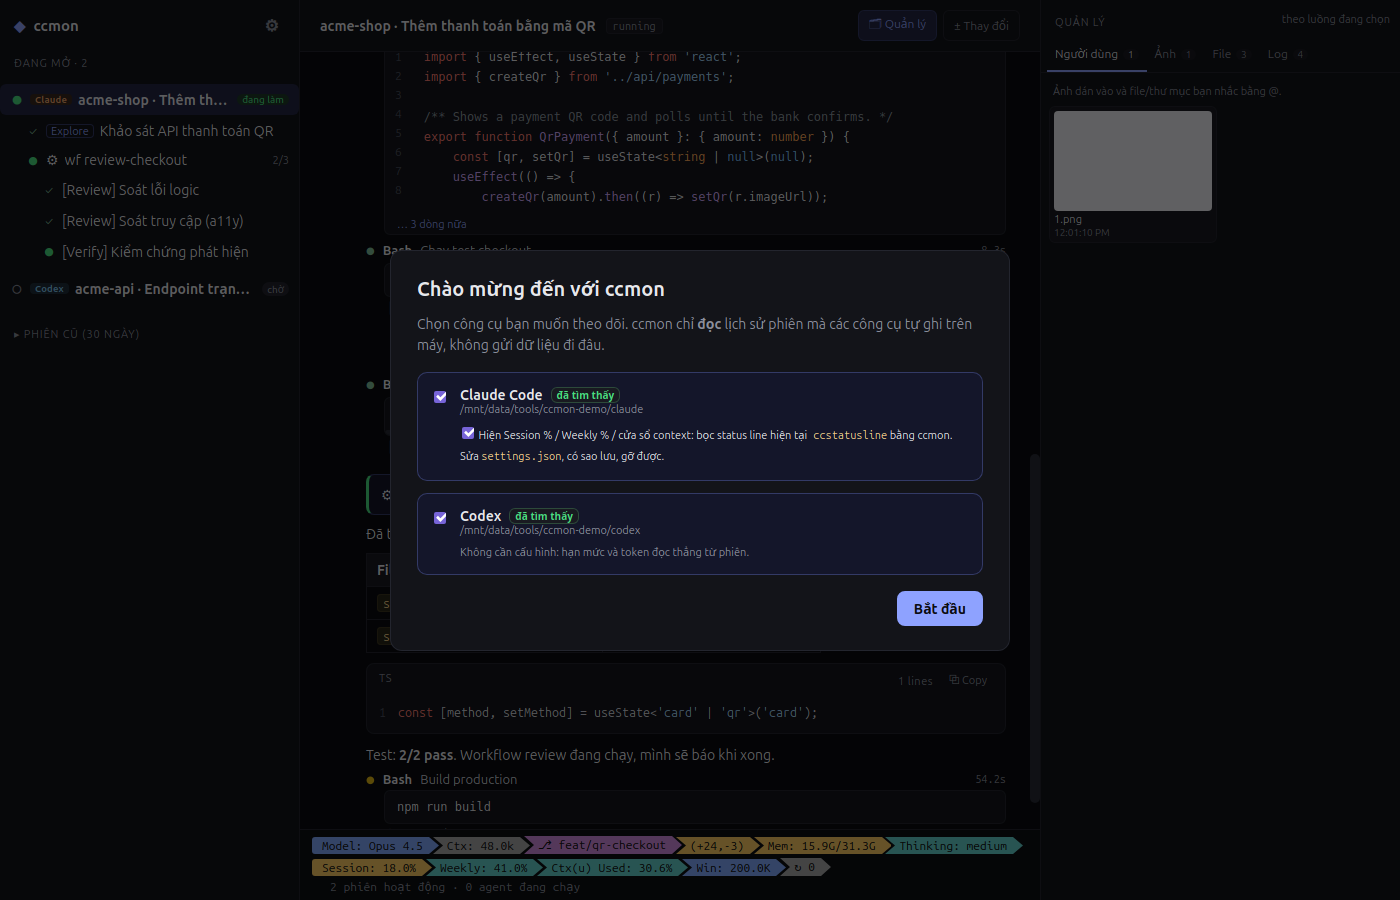 ccmon
ĐANG MỞ · 2
Claude acme-shop · Thêm th... đang làm
✓ Explore Khảo sát API thanh toán QR
wf review-checkout 2/3
✓ [Review] Soát lỗi logic
✓ [Review] Soát truy cập (a11y)
[Verify] Kiểm chứng phát hiện
Codex acme-api · Endpoint trạn... chờ
▸ PHIÊN CŨ (30 NGÀY)
acme-shop · Thêm thanh toán bằng mã QR running
Quản lý
± Thay đổi
1 import { useEffect, useState } from 'react';
2 import { createQr } from '../api/payments';
3
4 /** Shows a payment QR code and polls until the bank confirms. */
5 export function QrPayment({ amount }: { amount: number }) {
6 const [qr, setQr] = useState<string | null>(null);
7 useEffect(() => {
8 createQr(amount).then((r) => setQr(r.imageUrl));
... 3 dòng nữa
Bash Chạy test checkout
Chào mừng đến với ccmon
Chọn công cụ bạn muốn theo dõi. ccmon chỉ đọc lịch sử phiên mà các công cụ tự ghi trên
máy, không gửi dữ liệu đi đâu.
Claude Code đã tìm thấy
/mnt/data/tools/ccmon-demo/claude
Hiện Session % / Weekly % / cửa sổ context: bọc status line hiện tại ccstatusline bằng ccmon.
Sửa settings.json, có sao lưu, gỡ được.
Codex đã tìm thấy
/mnt/data/tools/ccmon-demo/codex
Không cần cấu hình: hạn mức và token đọc thẳng từ phiên.
Bắt đầu
B
Đã t
Fi
s
s
TS 1 lines Copy
1 const [method, setMethod] = useState<'card' | 'qr'>('card');
Test: 2/2 pass. Workflow review đang chạy, mình sẽ báo khi xong.
Bash Build production 54.2s
npm run build
Model: Opus 4.5 Ctx: 48.0k feat/qr-checkout (+24,-3) Mem: 15.9G/31.3G Thinking: medium
Session: 18.0% Weekly: 41.0% Ctx(u) Used: 30.6% Win: 200.0K ↻ 0
2 phiên hoạt động · 0 agent đang chạy
QUẢN LÝ theo luồng đang chọn
Người dùng 1 Ảnh 1 File 3 Log 4
Ảnh dán vào và file/thư mục bạn nhắc bằng @.
1.png
12:01:10 PM